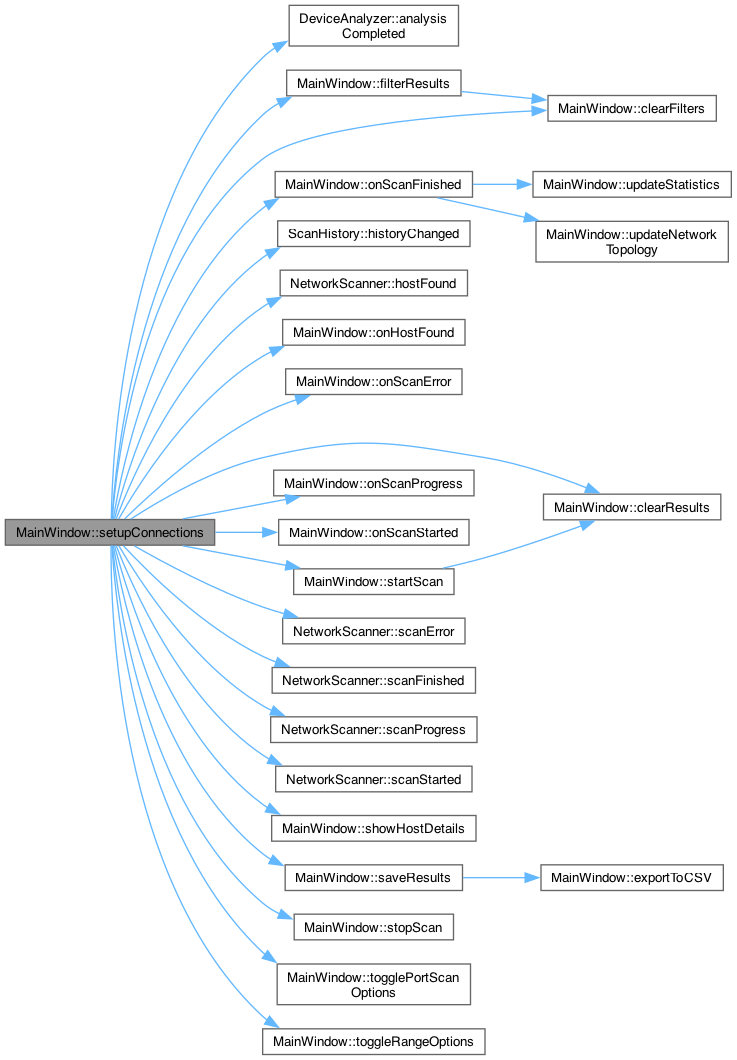 DeviceAnalyzer::analysis
Completed
MainWindow::filterResults
MainWindow::clearFilters
MainWindow::onScanFinished
MainWindow::updateStatistics
ScanHistory::historyChanged
MainWindow::updateNetwork
Topology
NetworkScanner::hostFound
MainWindow::onHostFound
MainWindow::onScanError
MainWindow::onScanProgress
MainWindow::clearResults
MainWindow::setupConnections
MainWindow::onScanStarted
MainWindow::startScan
NetworkScanner::scanError
NetworkScanner::scanFinished
NetworkScanner::scanProgress
NetworkScanner::scanStarted
MainWindow::showHostDetails
MainWindow::saveResults
MainWindow::exportToCSV
MainWindow::stopScan
MainWindow::togglePortScan
Options
MainWindow::toggleRangeOptions